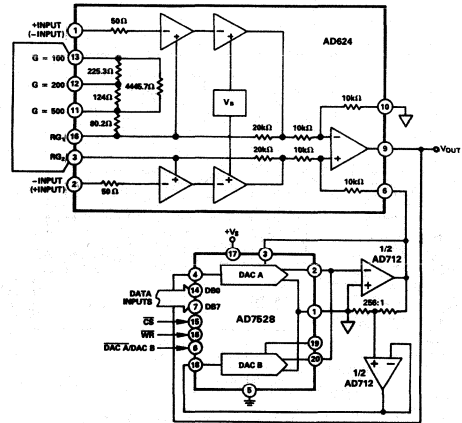 AD624
+INPUT
(–INPUT)
1
50Ω
G = 100
13
225.3Ω
G = 200
12
4445.7Ω
124Ω
G = 500
11
80.2Ω
RG₁
16
RG₂
3
–INPUT
(+INPUT)
2
50Ω
VB
20kΩ
10kΩ
20kΩ
10kΩ
10kΩ
10kΩ
10
9
VOUT
6
+VS
17
3
4
DAC A
2
1/2
AD712
DATA
INPUTS
14
DB0
7
DB7
AD7528
1
256:1
CS
15
WR
16
DAC A/DAC B
6
18
DAC B
19
20
5
1/2
AD712